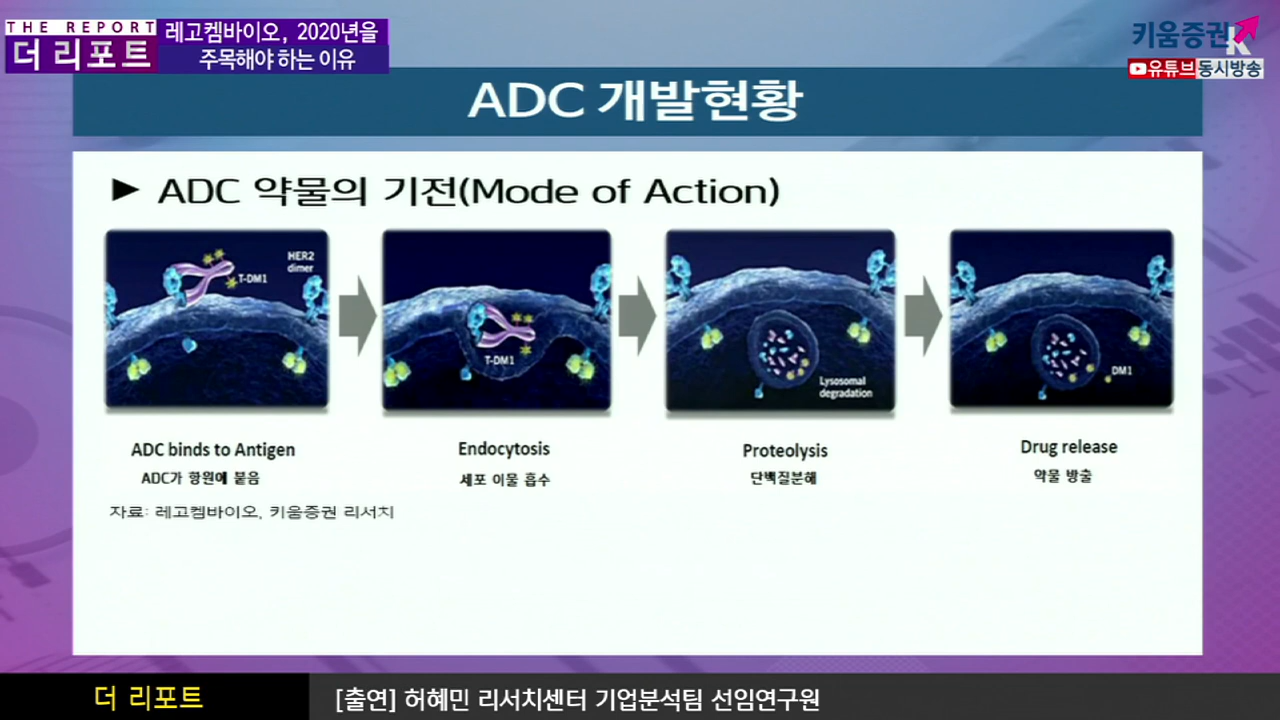 THE REPORT
더 리포트
레고켐바이오, 2020년을
주목해야 하는 이유
키움증권
유튜브 동시방송
ADC 개발현황
▶ ADC 약물의 기전(Mode of Action)
HER2
dimer
T-DM1
T-DM1
Lysosomal
degradation
DM1
ADC binds to Antigen
ADC가 항원에 붙음
Endocytosis
세포 이물 흡수
Proteolysis
단백질분해
Drug release
약물 방출
자료: 레고켐바이오, 키움증권 리서치
더 리포트
[출연] 허혜민 리서치센터 기업분석팀 선임연구원